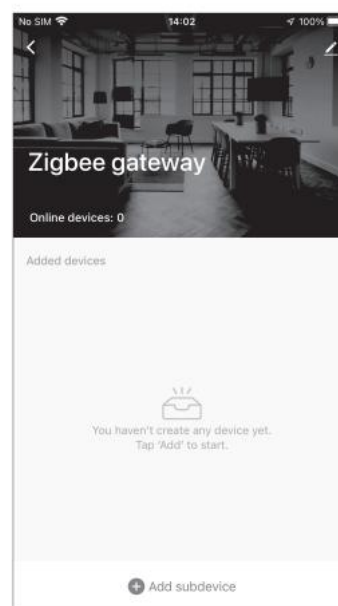 No SIM 14:02 100%
Zigbee gateway
Online devices: 0
Added devices
You haven't create any device yet.
Tap 'Add' to start.
Add subdevice